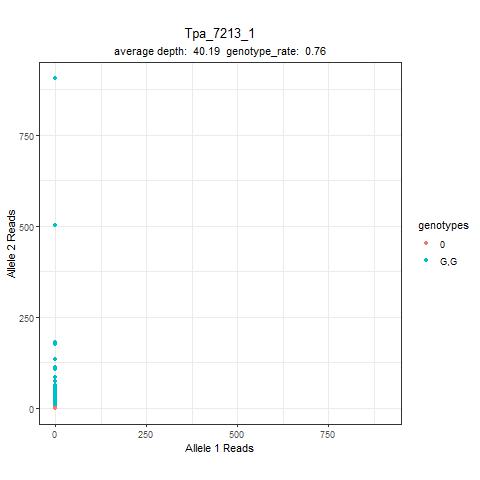 Tpa_7213_1
average depth:  40.19  genotype_rate:  0.76
Allele 2 Reads
750
500
250
0
0
250
500
750
Allele 1 Reads
genotypes
0
G,G